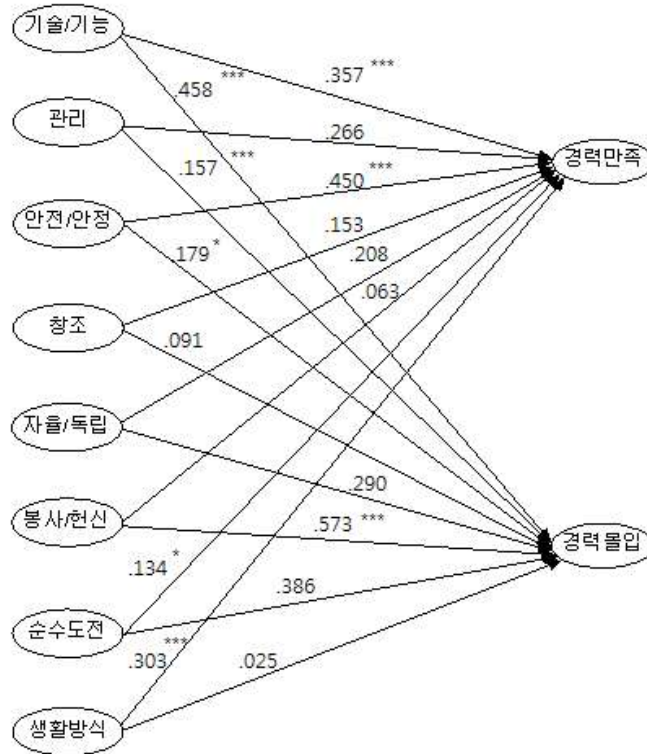 기술/기능
.357 ***
.458 ***
관리
.266
.157 ***
경력만족
.450 ***
안전/안정
.153
.179 *
.208
.063
창조
.091
자율/독립
.290
봉사/헌신
.573 ***
경력몰입
.134 *
.386
순수도전
.303 ***
.025
생활방식